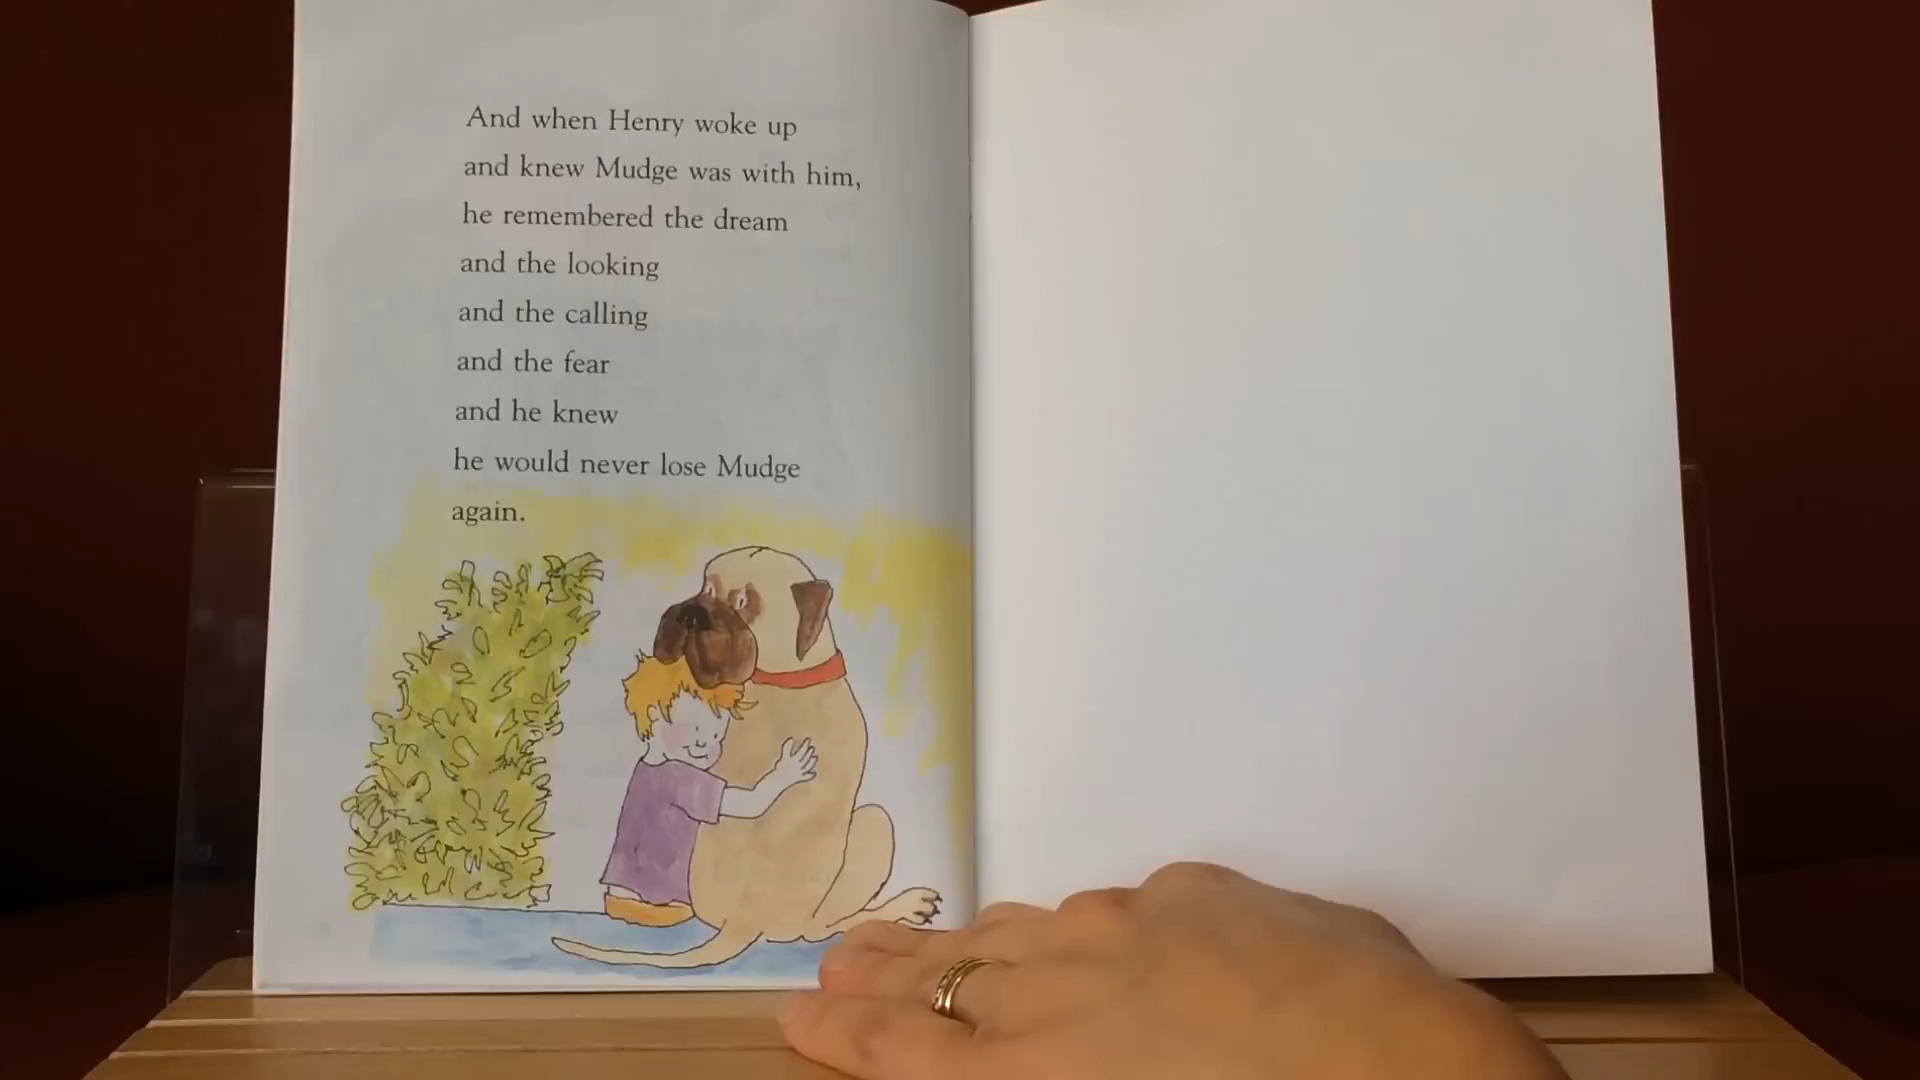 And when Henry woke up
and knew Mudge was with him,
he remembered the dream
and the looking
and the calling
and the fear
and he knew
he would never lose Mudge
again.